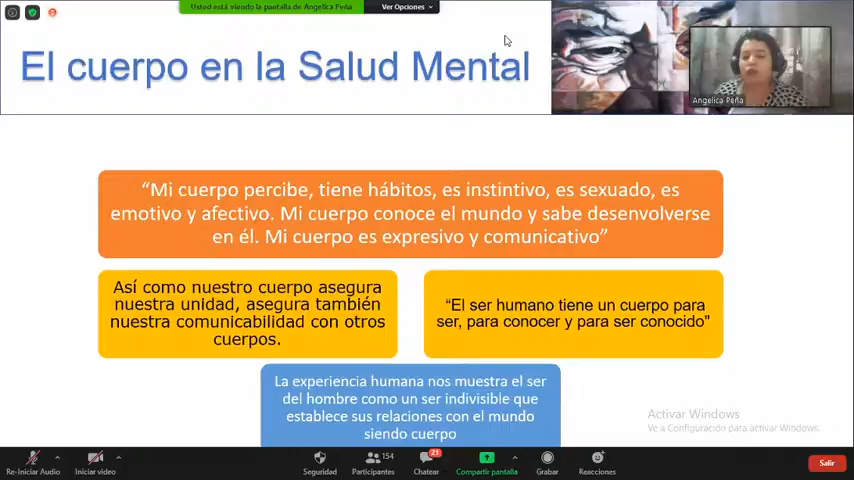 Usted está viendo la pantalla de Angelica Peña
Ver Opciones
El cuerpo en la Salud Mental
Angelica Peña
“Mi cuerpo percibe, tiene hábitos, es instintivo, es sexuado, es
emotivo y afectivo. Mi cuerpo conoce el mundo y sabe desenvolverse
en él. Mi cuerpo es expresivo y comunicativo”
Así como nuestro cuerpo asegura
nuestra unidad, asegura también
nuestra comunicabilidad con otros
cuerpos.
“El ser humano tiene un cuerpo para
ser, para conocer y para ser conocido"
La experiencia humana nos muestra el ser
del hombre como un ser indivisible que
establece sus relaciones con el mundo
siendo cuerpo
Activar Windows
Ve a Configuración para activar Windows.
Re-Iniciar Audio
Iniciar video
Seguridad
154
Participantes
21
Chatear
Compartir pantalla
Grabar
Reacciones
Salir